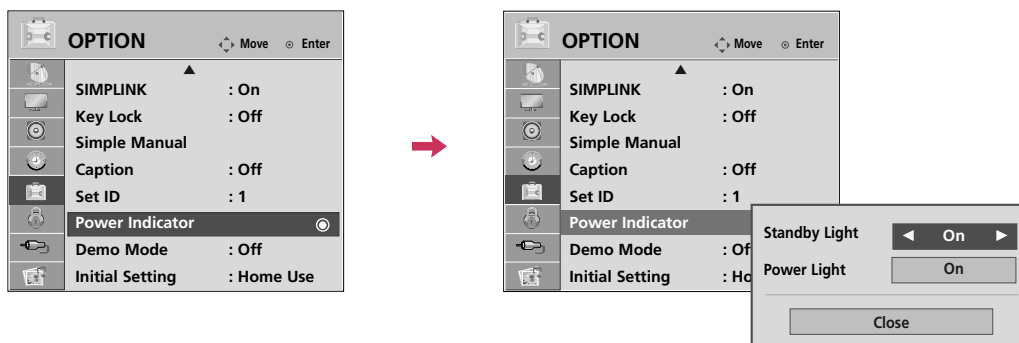 OPTION Move Enter
SIMPLINK : On
Key Lock : Off
Simple Manual
Caption : Off
Set ID : 1
Power Indicator
Demo Mode : Off
Initial Setting : Home Use
OPTION Move Enter
SIMPLINK : On
Key Lock : Off
Simple Manual
Caption : Off
Set ID : 1
Power Indicator
Demo Mode : Of
Initial Setting : Ho
Standby Light ◀ On ▶
Power Light On
Close